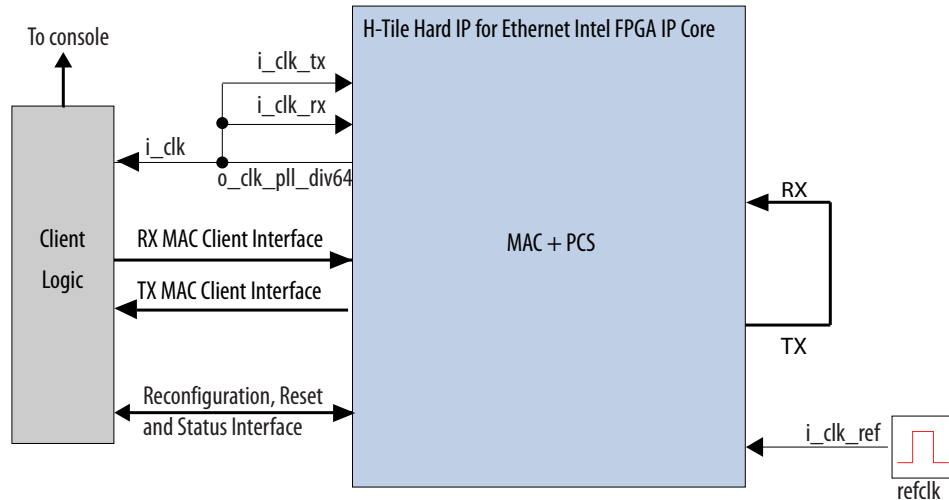 H-Tile Hard IP for Ethernet Intel FPGA IP Core
To console
i_clk_tx
i_clk_rx
i_clk
o_clk_pll_div64
RX
Client
Logic
RX MAC Client Interface
MAC + PCS
TX MAC Client Interface
TX
Reconfiguration, Reset
and Status Interface
i_clk_ref
refclk